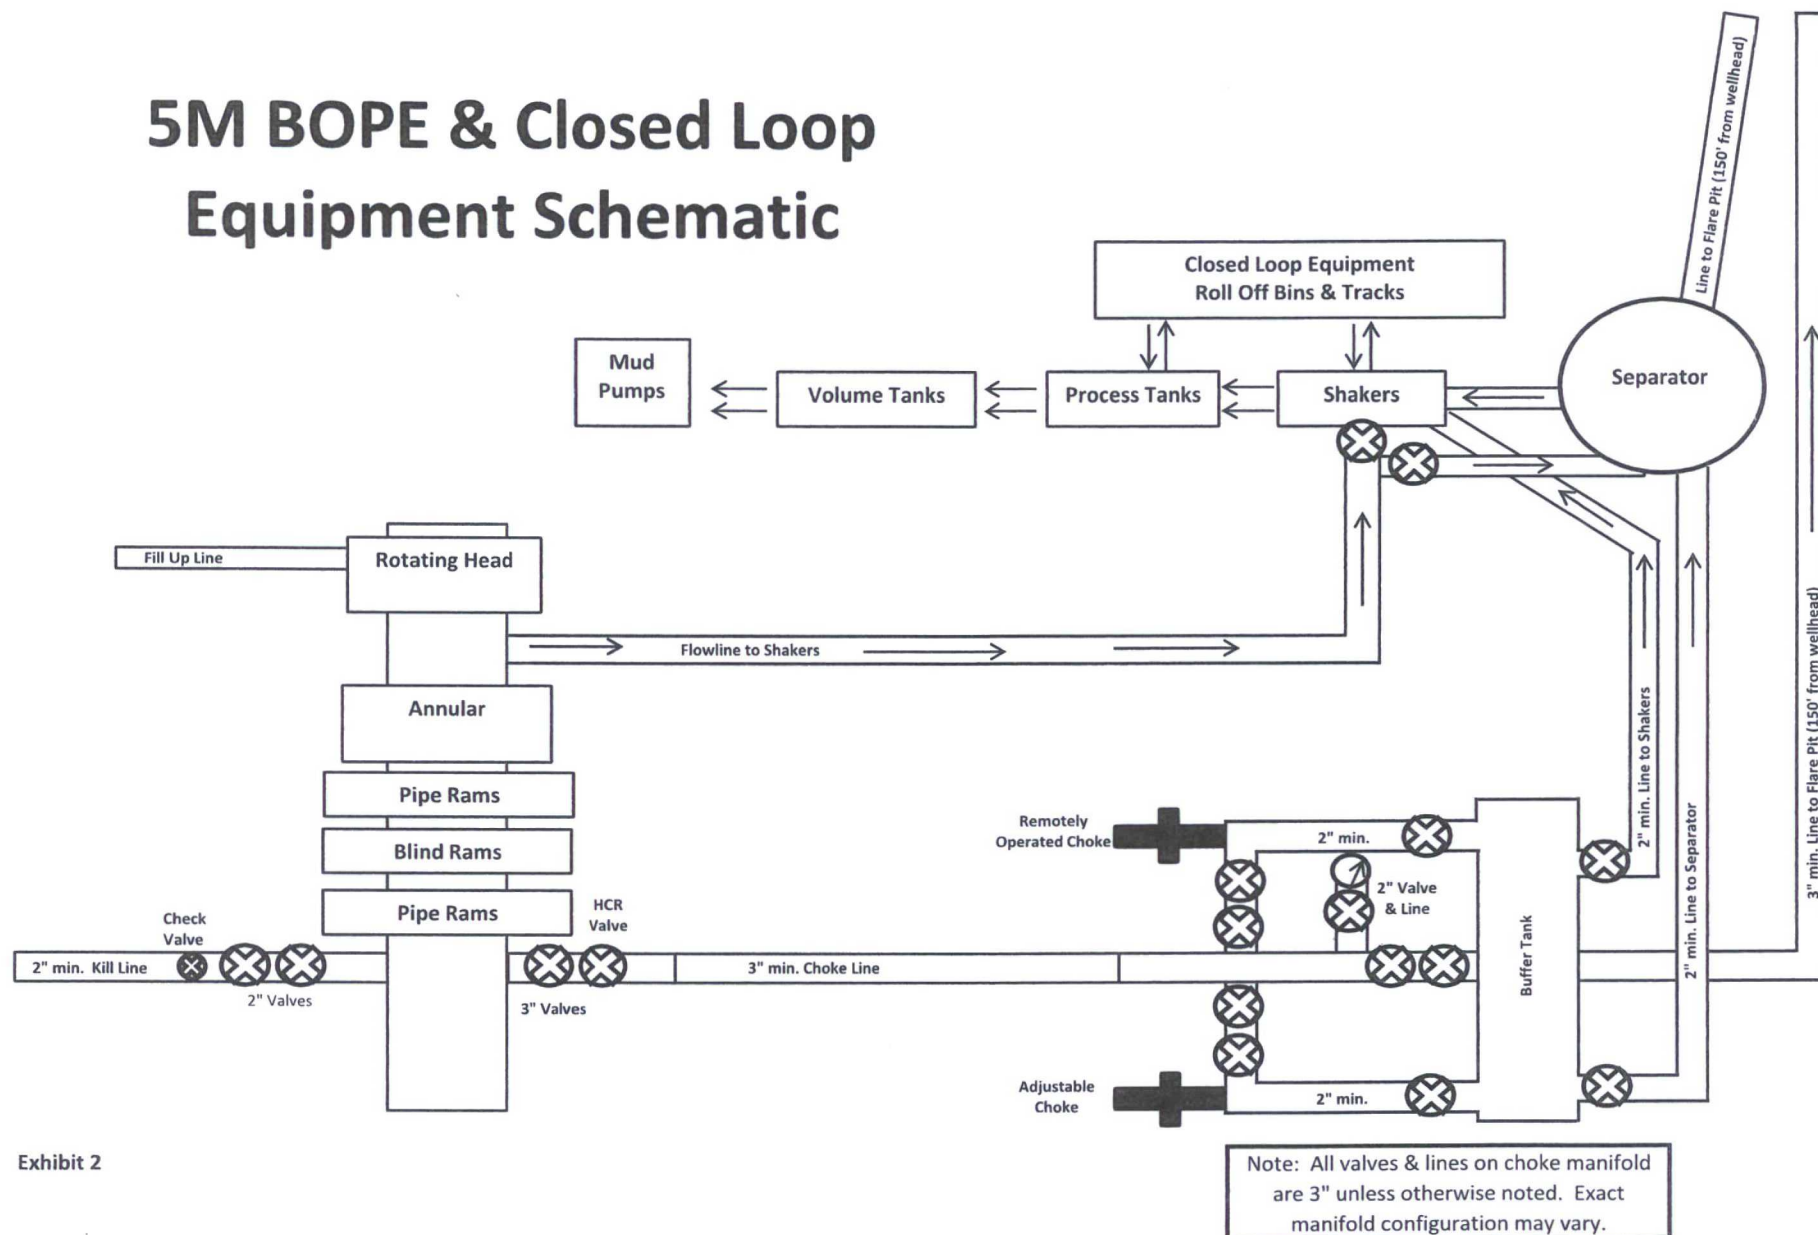 5M BOPE & Closed Loop
Equipment Schematic
Line to Flare Pit (150' from wellhead)
Closed Loop Equipment
Roll Off Bins & Tracks
Mud
Pumps
Volume Tanks
Process Tanks
Shakers
Separator
Fill Up Line
Rotating Head
Flowline to Shakers
Annular
Pipe Rams
Blind Rams
Pipe Rams
Check
Valve
HCR
Valve
2" min. Kill Line
2" Valves
3" Valves
3" min. Choke Line
Remotely
Operated Choke
2" min.
2" Valve
& Line
Adjustable
Choke
2" min.
Buffer Tank
2" min. Line to Shakers
2" min. Line to Separator
3" min. Line to Flare Pit (150' from wellhead)
Exhibit 2
Note: All valves & lines on choke manifold
are 3" unless otherwise noted. Exact
manifold configuration may vary.